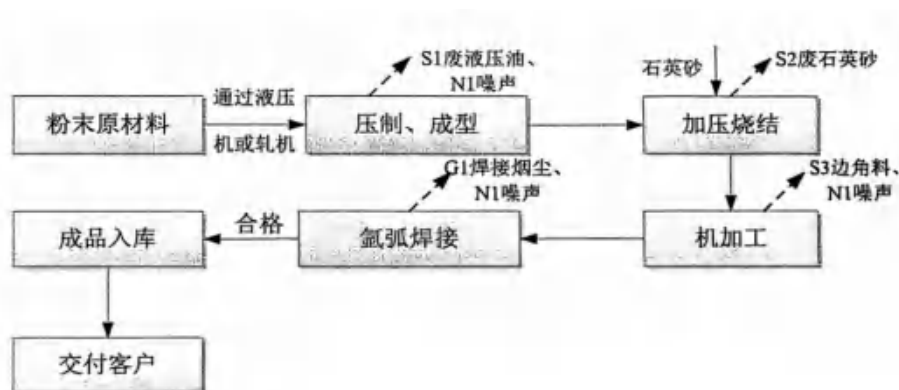 S1废液压油、
N1噪声
石英砂
S2废石英砂
粉末原材料
通过液压
机或轧机
压制、成型
加压烧结
G1焊接烟尘、
N1噪声
S3边角料、
N1噪声
成品入库
合格
氩弧焊接
机加工
交付客户